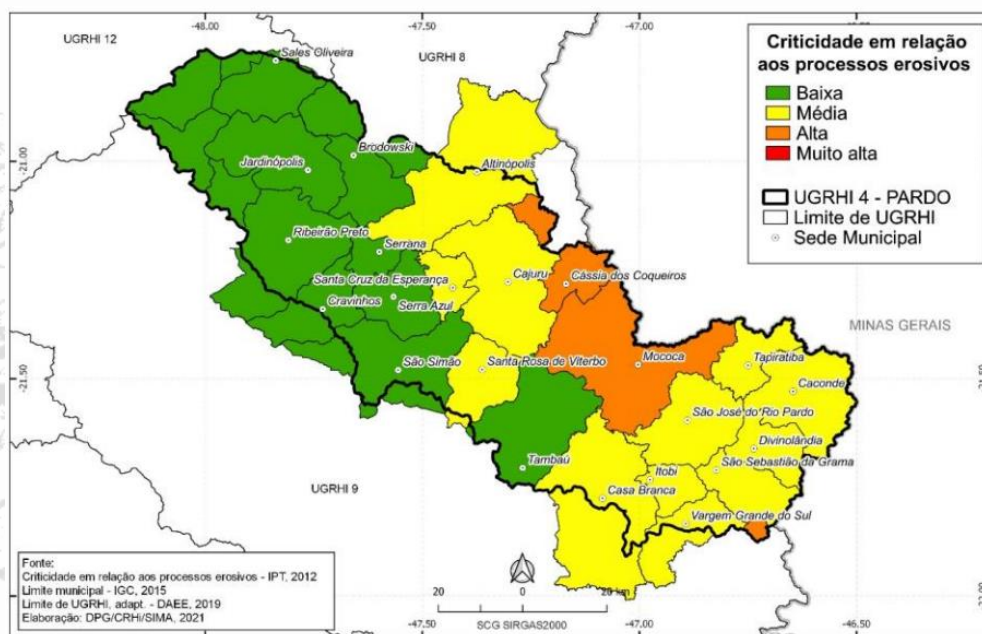 -48.00
-47.50
-47.00
UGRHI 12
Sales Oliveira
UGRHI 8
Criticidade em relação
aos processos erosivos
Baixa
Média
Alta
Muito alta
UGRHI 4 - PARDO
Limite de UGRHI
Sede Municipal
-21.00
Brodowski
Jardinópolis
Altinópolis
Ribeirão Preto
Serrana
Santa Cruz da Esperança
Cajuru
Cássia dos Coqueiros
Cravinhos
Serra Azul
MINAS GERAIS
São Simão
Santa Rosa de Viterbo
Mococa
Tapiratiba
-21.50
Caconde
São José do Rio Pardo
Divinolândia
Tambaú
Itobi
São Sebastião da Grama
UGRHI 9
Casa Branca
Vargem Grande do Sul
Fonte:
Criticidade em relação aos processos erosivos - IPT, 2012
Limite municipal - IGC, 2015
Limite de UGRHI, adapt. - DAEE, 2019
Elaboração: DPG/CRHi/SIMA, 2021
20
0
20 km
SCG SIRGAS2000
-47.50
-47.00
-46.50